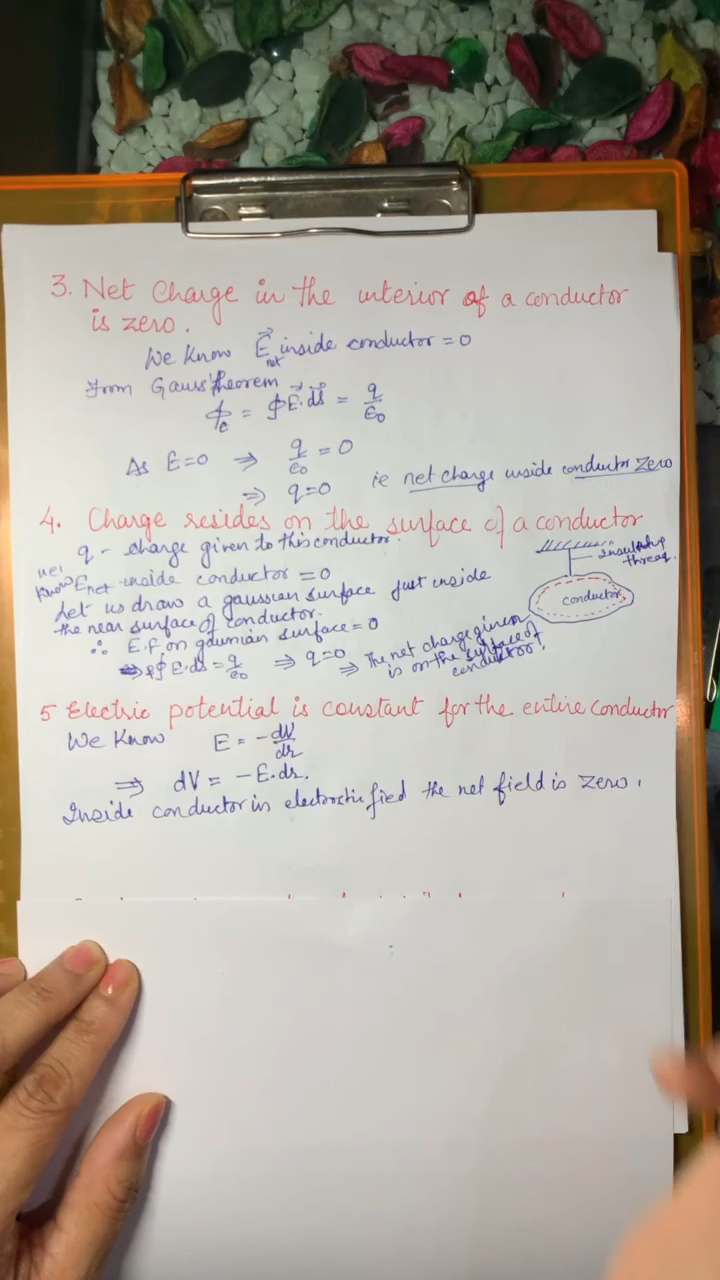 3. Net Charge in the interior of a conductor
is zero.
We Know E⃗net inside conductor = 0
From Gauss' theorem
ϕe = ∮E⃗.ds⃗ = q/ε0
As E=0 ⇒ q/ε0 = 0
⇒ q=0 ie net charge inside conductor Zero
4. Charge resides on the surface of a conductor
q - charge given to this conductor.
insulating
thread.
conductor
we
know Enet inside conductor = 0
Let us draw a gaussian surface just inside
the near surface of conductor.
∴ E.F on gaussian surface = 0
⇒ ∮E.ds = q/ε0 ⇒ q=0 ⇒ The net charge given
is on the surface of
conductor!
5 Electric potential is constant for the entire conductor
We Know E = -dV/dr
⇒ dV = -E.dr.
Inside conductor in the net field is zero.